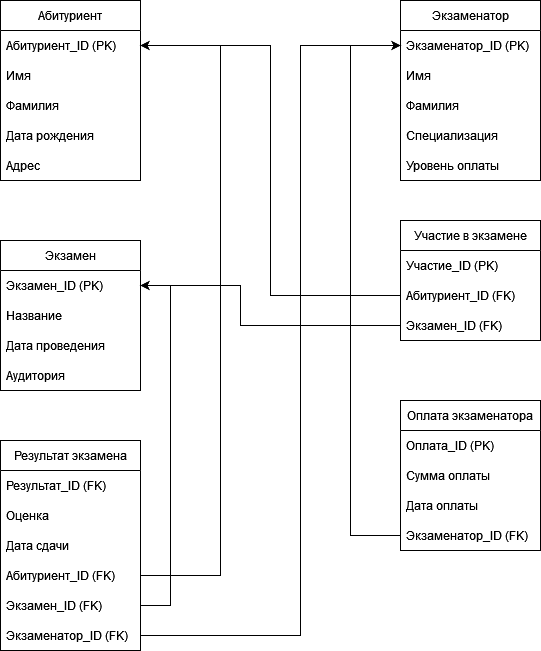 Абитуриент
Абитуриент_ID (PK)
Имя
Фамилия
Дата рождения
Адрес
Экзаменатор
Экзаменатор_ID (PK)
Имя
Фамилия
Специализация
Уровень оплаты
Экзамен
Экзамен_ID (PK)
Название
Дата проведения
Аудитория
Участие в экзамене
Участие_ID (PK)
Абитуриент_ID (FK)
Экзамен_ID (FK)
Результат экзамена
Результат_ID (FK)
Оценка
Дата сдачи
Абитуриент_ID (FK)
Экзамен_ID (FK)
Экзаменатор_ID (FK)
Оплата экзаменатора
Оплата_ID (PK)
Сумма оплаты
Дата оплаты
Экзаменатор_ID (FK)